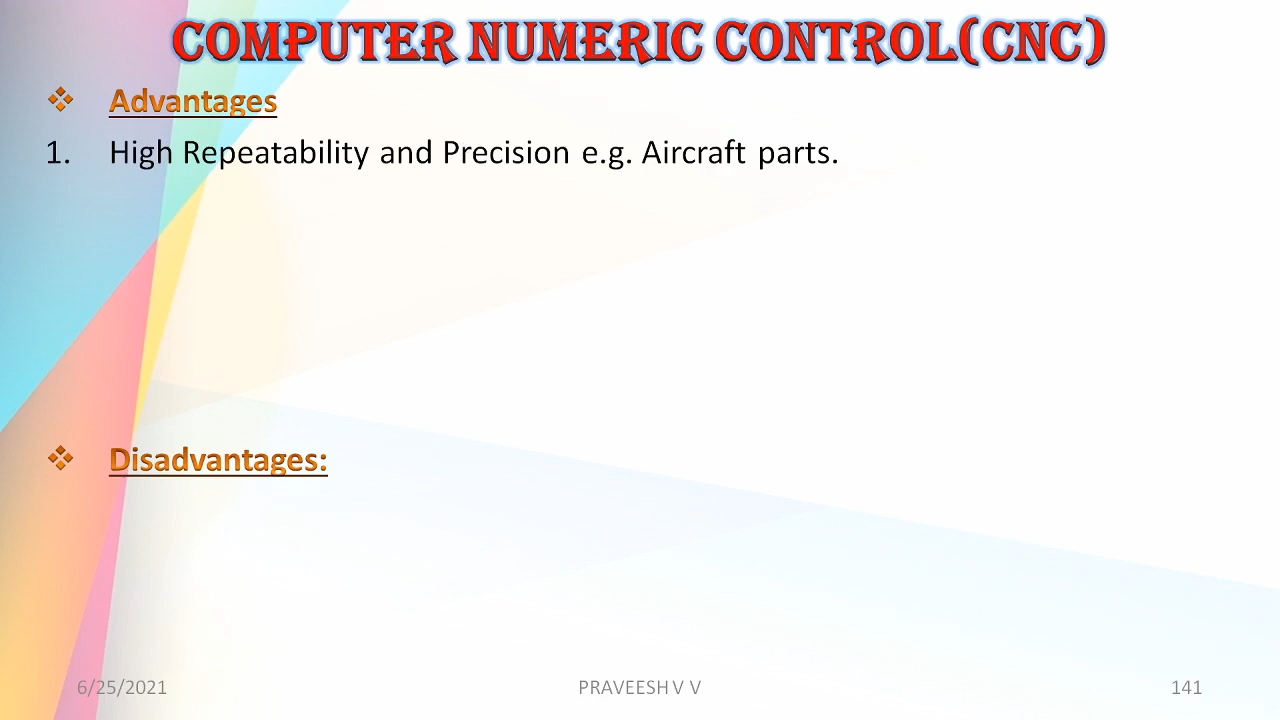 COMPUTER NUMERIC CONTROL(CNC)
❖ Advantages
1. High Repeatability and Precision e.g. Aircraft parts.
❖ Disadvantages:
6/25/2021 PRAVEESH V V 141